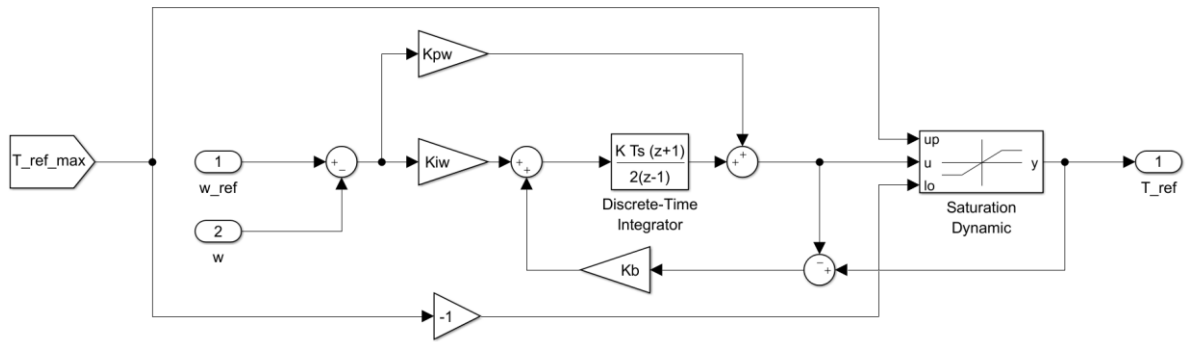 Kpw
T_ref_max
up
1
+
−
Kiw
+
+
K Ts (z+1)
2(z-1)
+
+
u
y
1
w_ref
lo
T_ref
Discrete-Time
Integrator
Saturation
Dynamic
2
w
Kb
−
+
-1